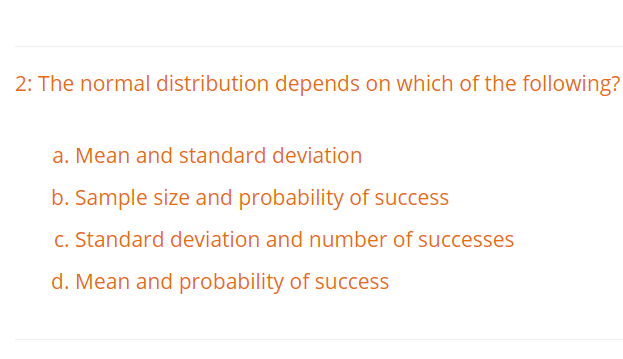 2: The normal distribution depends on which of the following?
a. Mean and standard deviation
b. Sample size and probability of success
c. Standard deviation and number of successes
d. Mean and probability of success